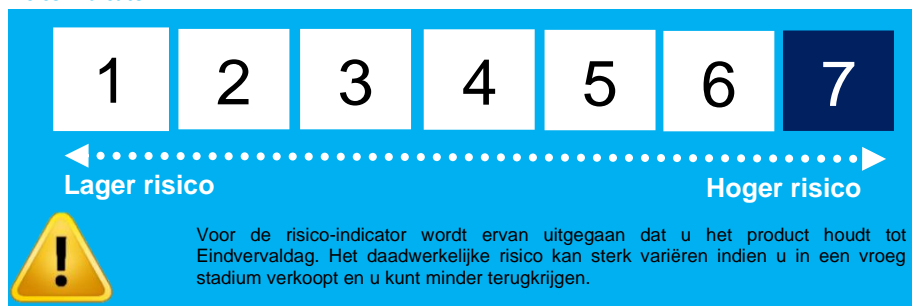 1 2 3 4 5 6 7
Lager risico Hoger risico
Voor de risico-indicator wordt ervan uitgegaan dat u het product houdt tot
Eindvervaldag. Het daadwerkelijke risico kan sterk variëren indien u in een vroeg
stadium verkoopt en u kunt minder terugkrijgen.